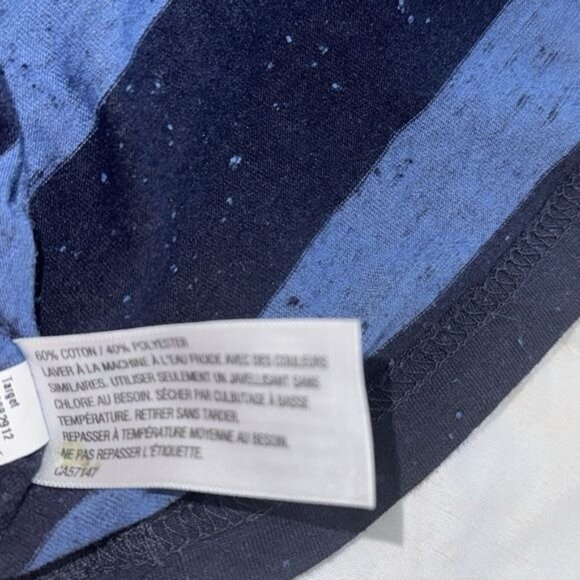 60% COTON / 40% POLYESTER
LAVER À LA MACHINE À L'EAU FROIDE AVEC DES COULEURS
SIMILAIRES. UTILISER SEULEMENT UN JAVELLISANT SANS
CHLORE AU BESOIN. SÉCHER PAR CULBUTAGE À BASSE
TEMPÉRATURE. RETIRER SANS TARDER.
REPASSER À TEMPÉRATURE MOYENNE AU BESOIN.
NE PAS REPASSER L'ÉTIQUETTE.
CA57147
Target